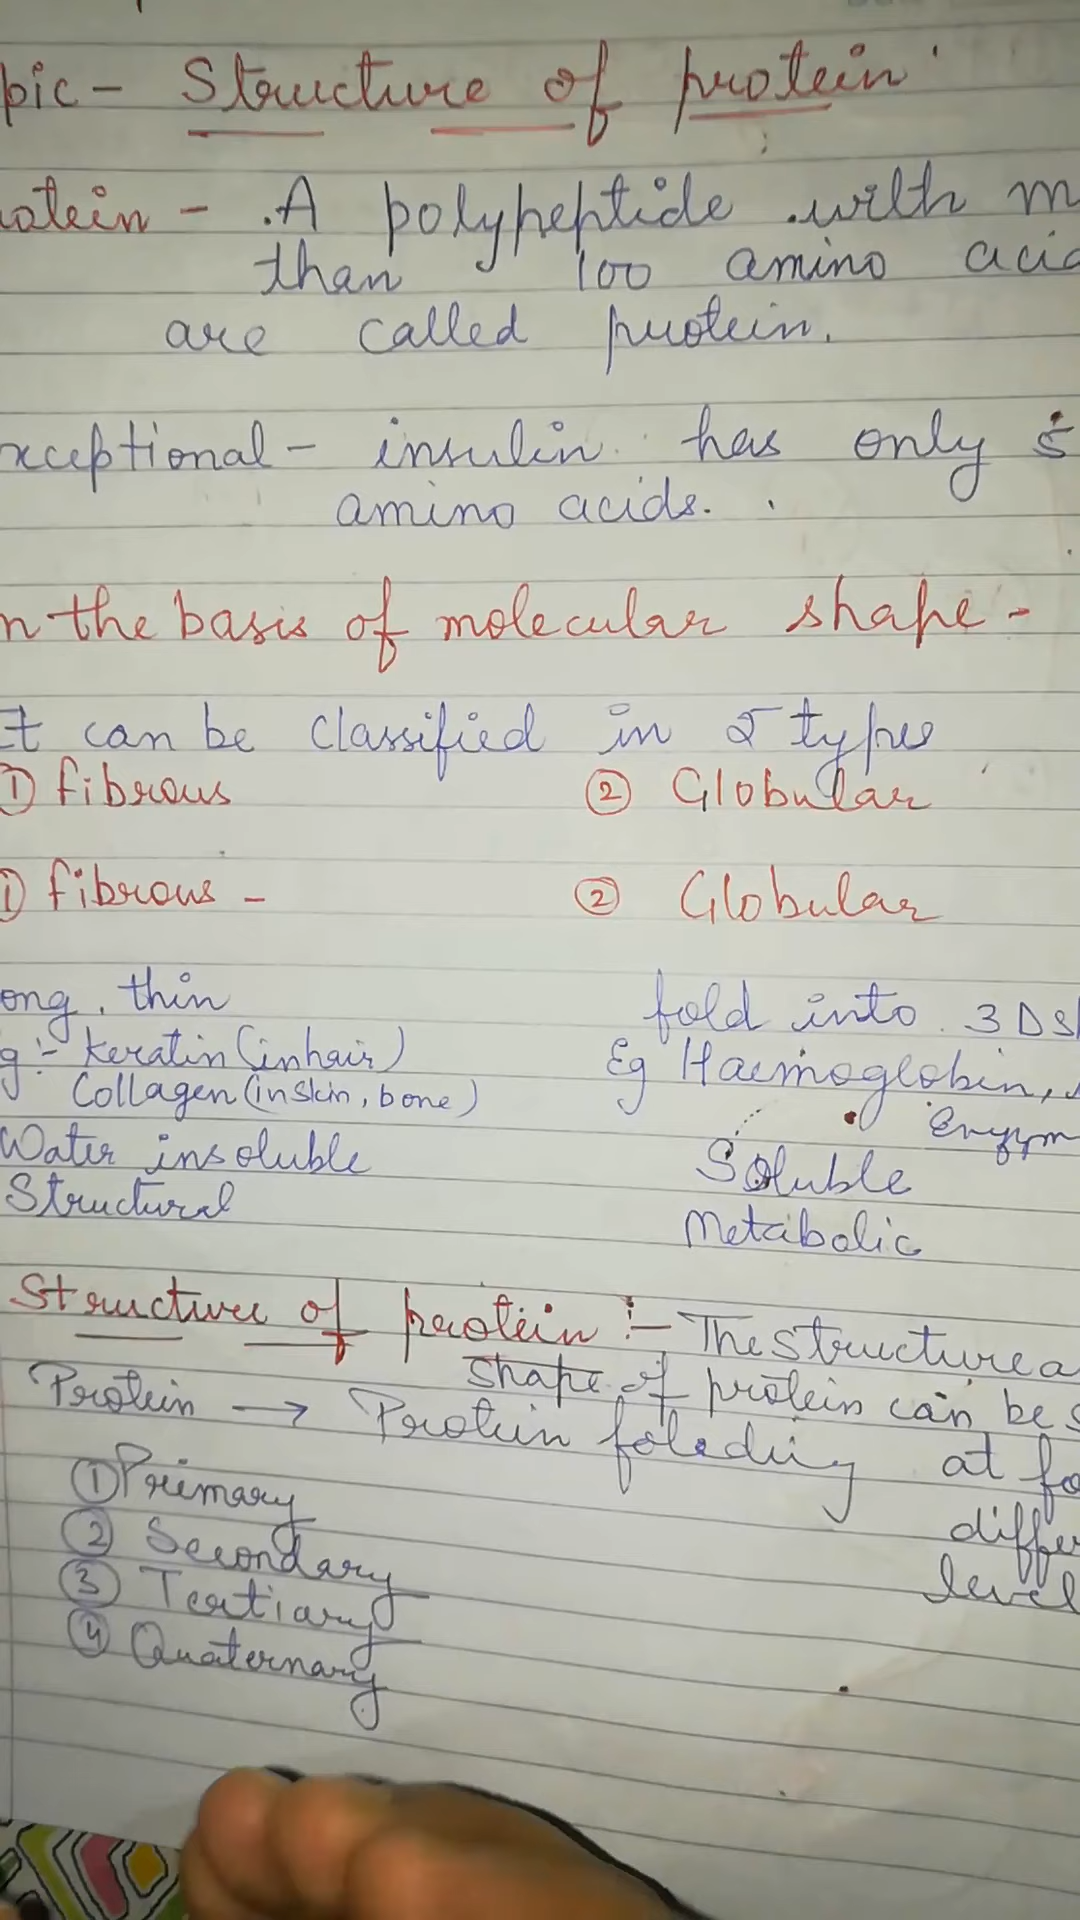 pic - Structure of protein
otein - .A polypeptide with m
than 100 amino acid
are called protein.
xceptional - insulin has only 5
amino acids.
n the basis of molecular shape -
It can be classified in 2 types
① fibrous ② Globular
① fibrous - ② Globular
ong, thin fold into 3D s
g :- Keratin (in hair) Eg Haemoglobin,
Collagen (in skin, bone) Enzym
Water insoluble Soluble
Structural Metabolic
Structure of protein :- The structure a
shape of protein can be s
Protein → Protein foleding at fo
① Primary differ
② Secondary level
③ Tertiary
④ Quaternary